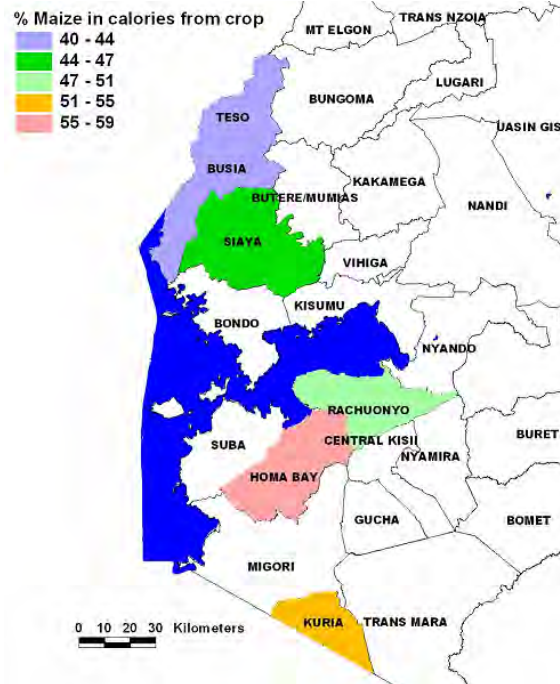 % Maize in calories from crop
40 - 44
44 - 47
47 - 51
51 - 55
55 - 59
MT ELGON
TRANS NZOIA
LUGARI
BUNGOMA
TESO
UASIN GIS
BUSIA
KAKAMEGA
BUTERE/MUMIAS
NANDI
SIAYA
VIHIGA
KISUMU
BONDO
NYANDO
RACHUONYO
CENTRAL KISII
SUBA
BURET
NYAMIRA
HOMA BAY
GUCHA
BOMET
MIGORI
KURIA
TRANS MARA
0 10 20 30 Kilometers